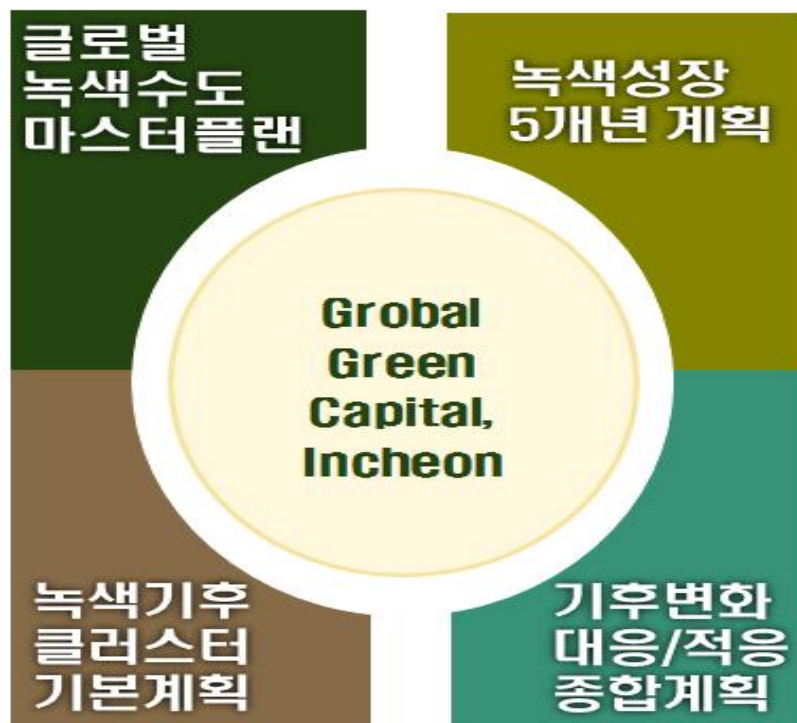 글로벌
녹색수도
마스터플랜
녹색성장
5개년 계획
Grobal
Green
Capital,
Incheon
녹색기후
클러스터
기본계획
기후변화
대응/적응
종합계획